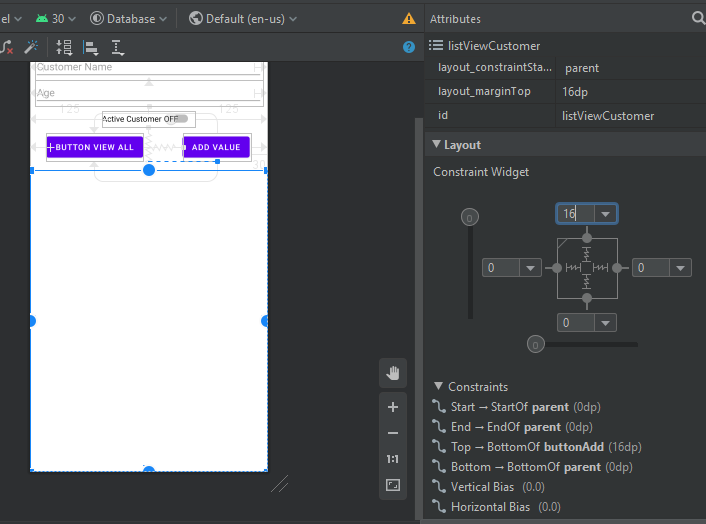 el 30 Database Default (en-us)
Attributes
listViewCustomer
layout_constraintSta... parent
layout_marginTop 16dp
id listViewCustomer
Layout
Constraint Widget
16
0
0
0
0
0
Constraints
Start → StartOf parent (0dp)
End → EndOf parent (0dp)
Top → BottomOf buttonAdd (16dp)
Bottom → BottomOf parent (0dp)
Vertical Bias (0.0)
Horizontal Bias (0.0)
Customer Name
Age
125 125
Active Customer OFF
BUTTON VIEW ALL ADD VALUE
30
1:1